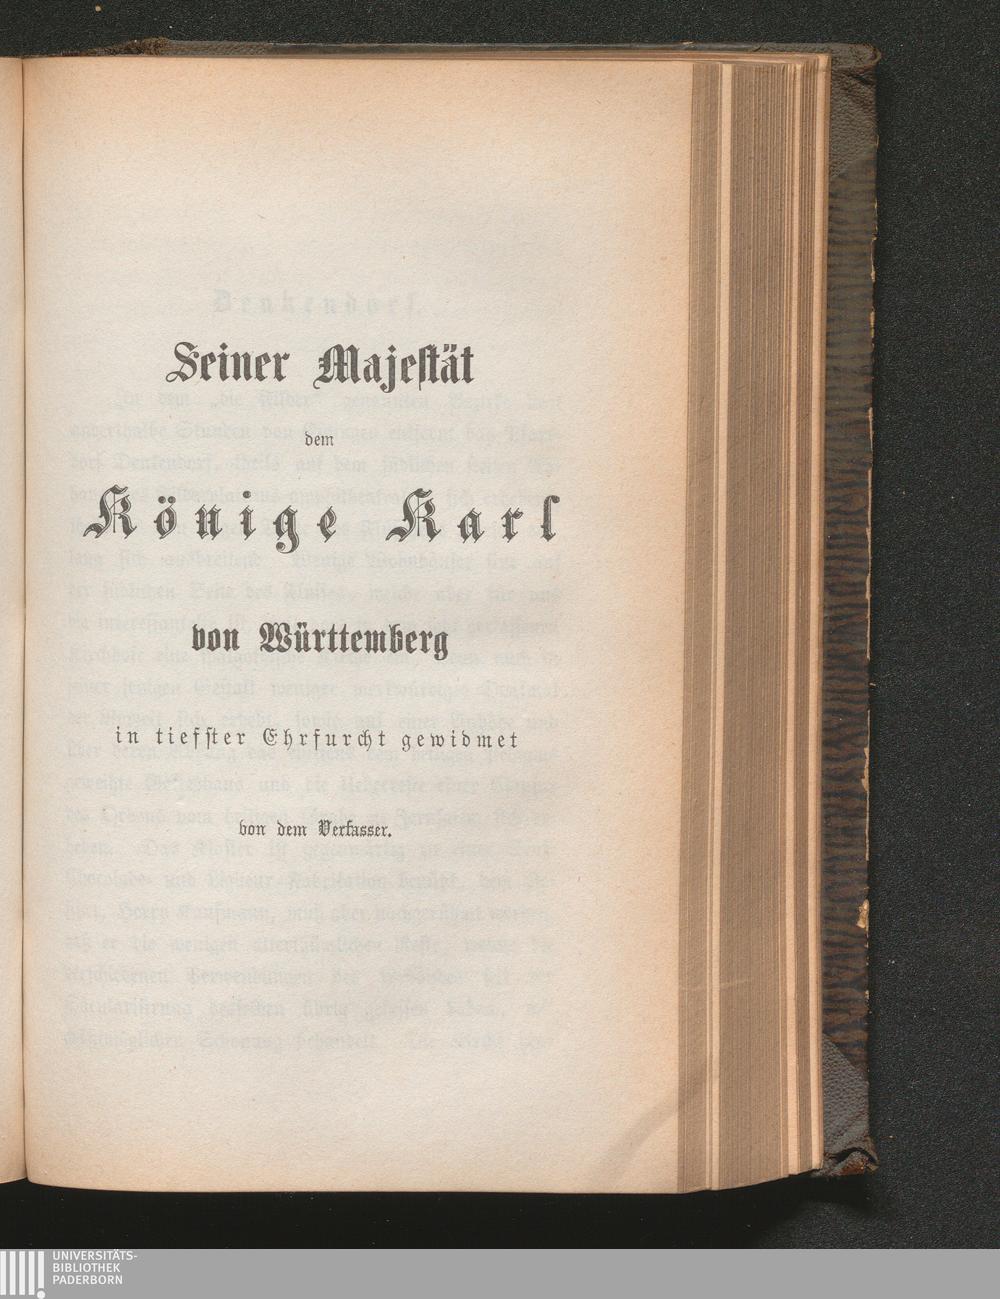 Seiner Majestät
dem
Könige Karl
von Württemberg
in tiefster Ehrfurcht gewidmet
von dem Verfasser.
UNIVERSITÄTS-
BIBLIOTHEK
PADERBORN